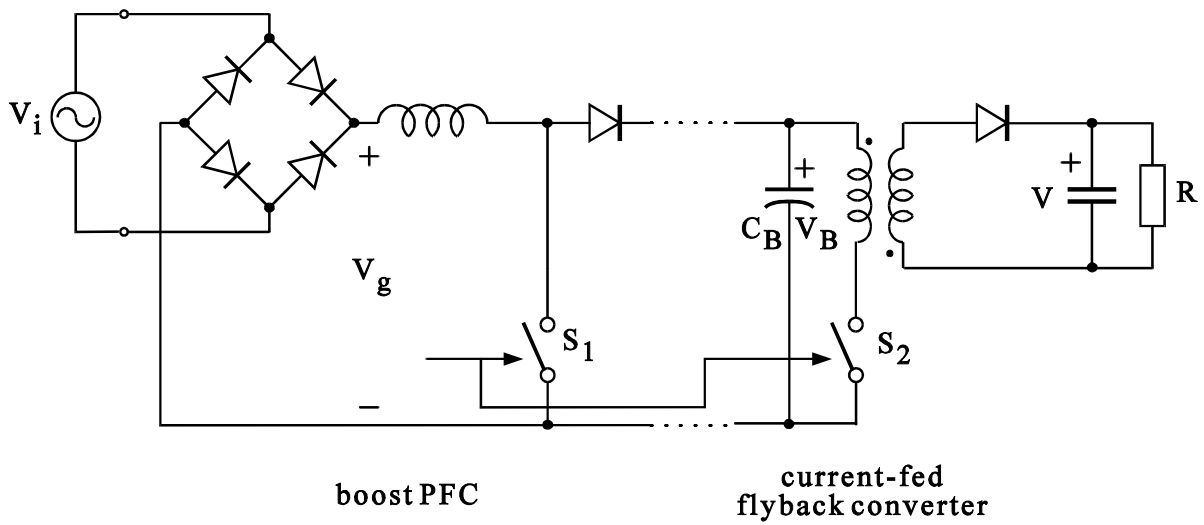 V_i
+
V_g
−
S_1
+
C_B V_B
S_2
+
V
R
boost PFC
current-fed
flyback converter